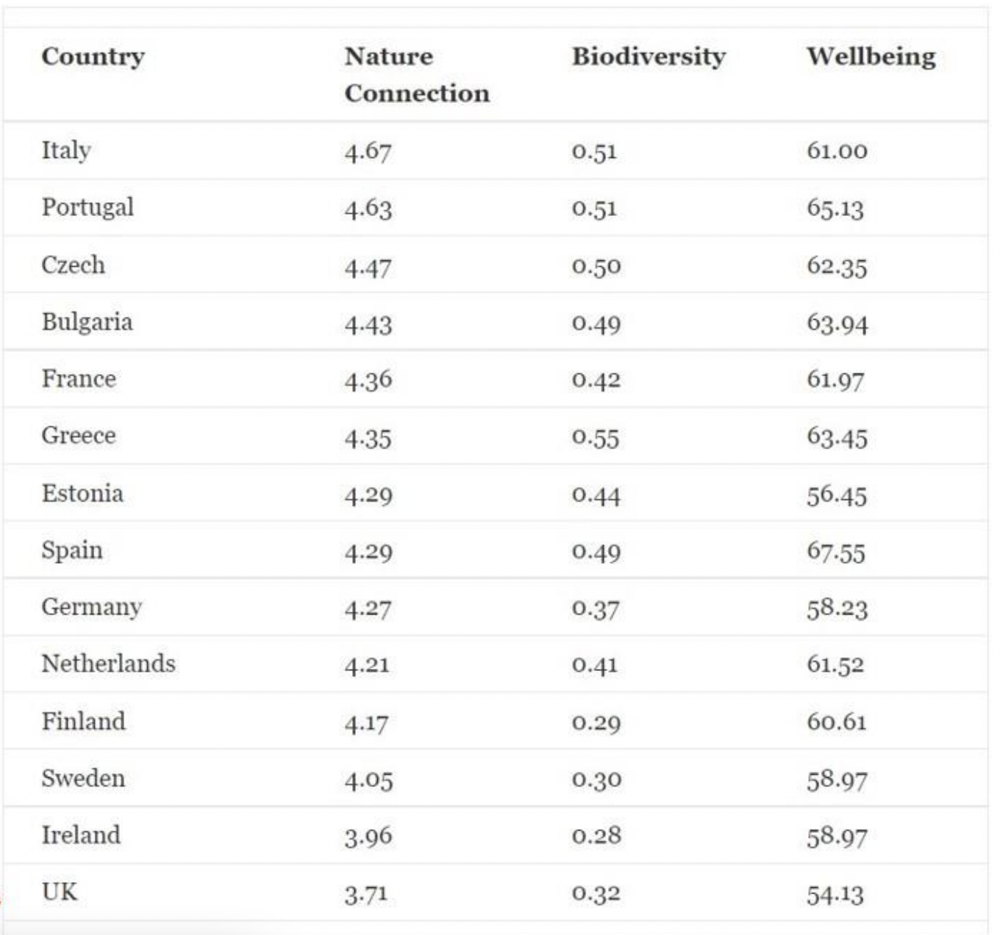 Country Nature Connection Biodiversity Wellbeing
Italy 4.67 0.51 61.00
Portugal 4.63 0.51 65.13
Czech 4.47 0.50 62.35
Bulgaria 4.43 0.49 63.94
France 4.36 0.42 61.97
Greece 4.35 0.55 63.45
Estonia 4.29 0.44 56.45
Spain 4.29 0.49 67.55
Germany 4.27 0.37 58.23
Netherlands 4.21 0.41 61.52
Finland 4.17 0.29 60.61
Sweden 4.05 0.30 58.97
Ireland 3.96 0.28 58.97
UK 3.71 0.32 54.13